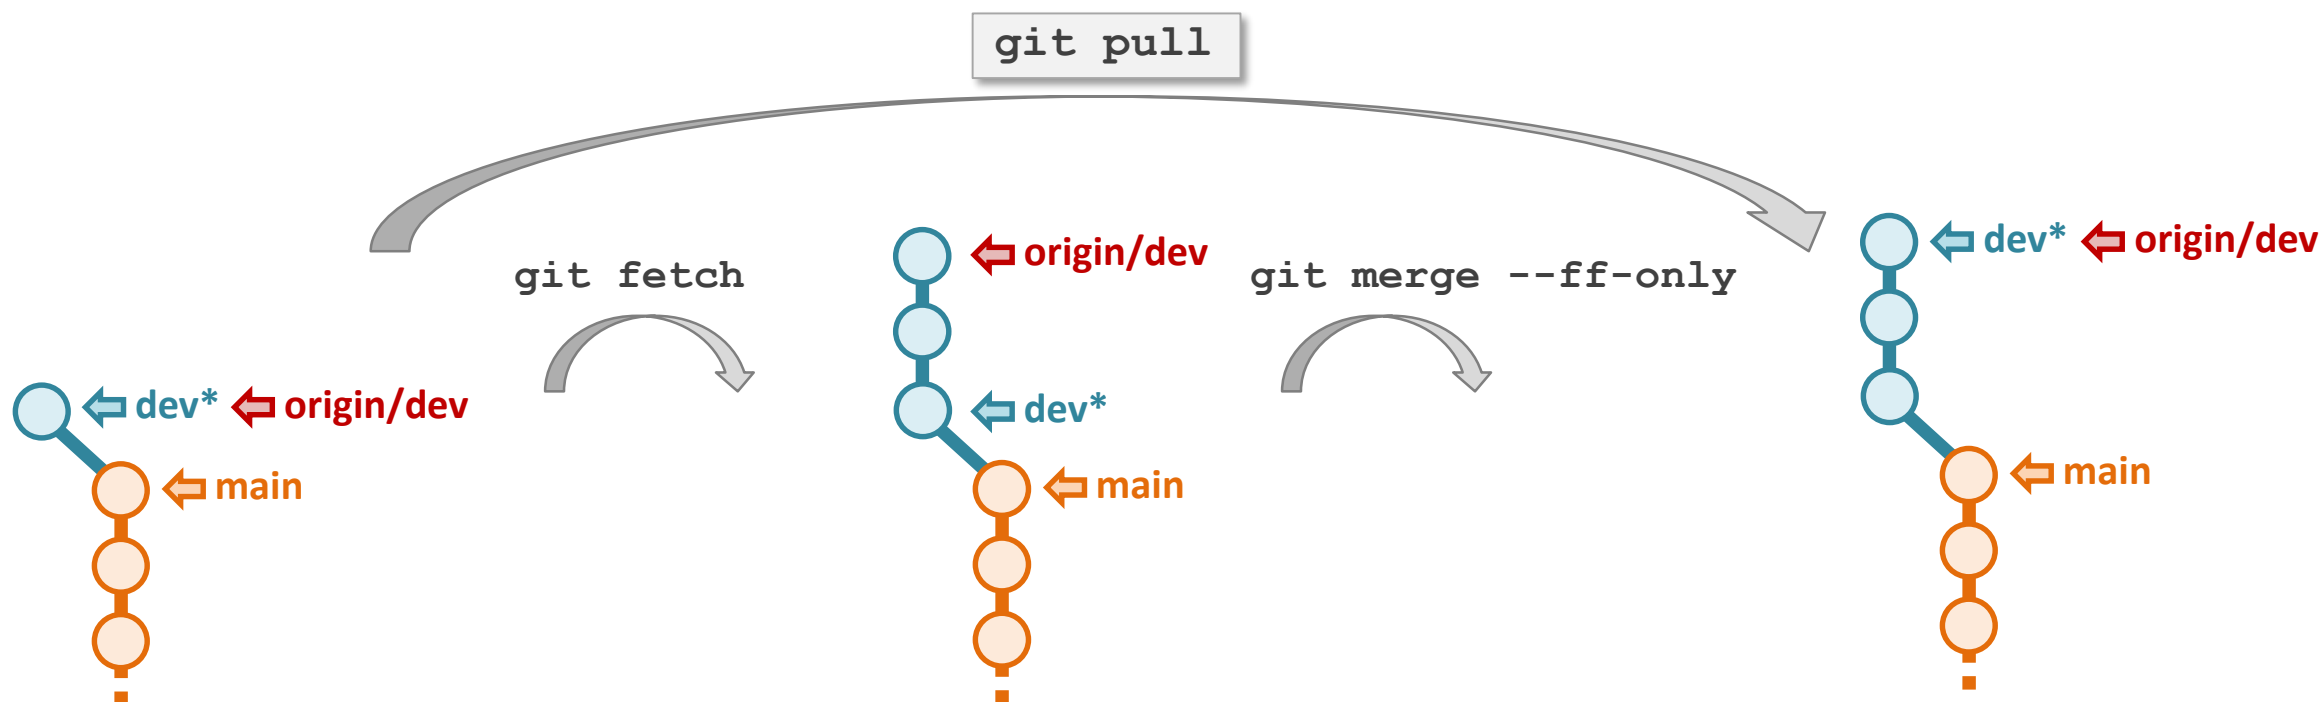 git pull
git fetch
git merge --ff-only
dev* origin/dev
main
origin/dev
dev*
main
dev* origin/dev
main